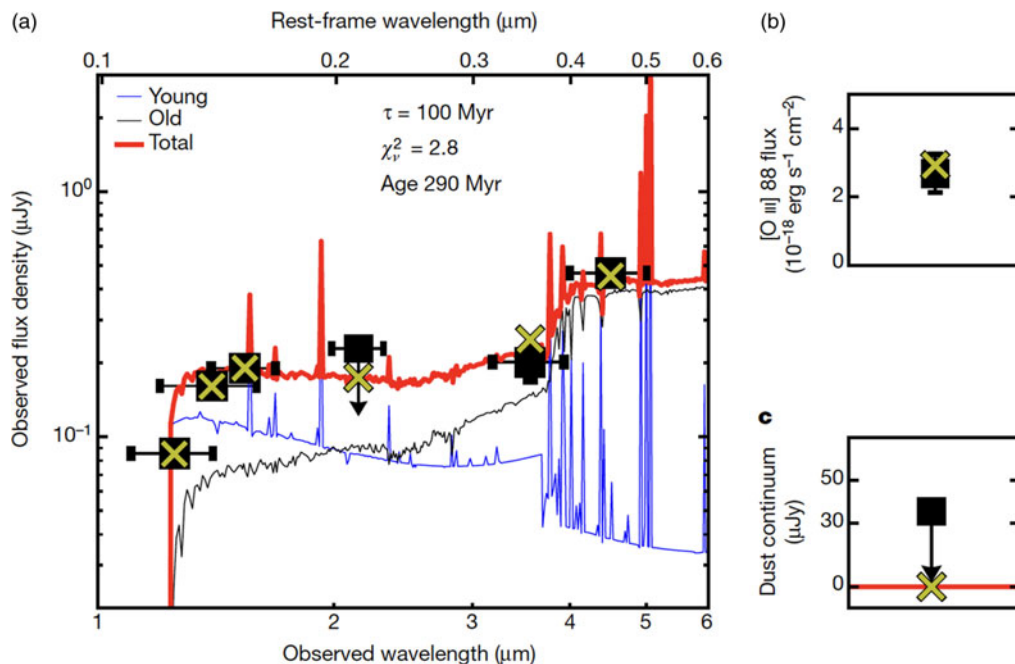 (a)
Rest-frame wavelength (μm)
0.1 0.2 0.3 0.4 0.5 0.6
Young
Old
Total
τ = 100 Myr
χ²ᵥ = 2.8
Age 290 Myr
Observed flux density (μJy)
10⁰
10⁻¹
1 2 3 4 5 6
Observed wavelength (μm)
(b)
[O III] 88 flux
(10⁻¹⁸ erg s⁻¹ cm⁻²)
4
2
0
c
Dust continuum
(μJy)
50
30
0